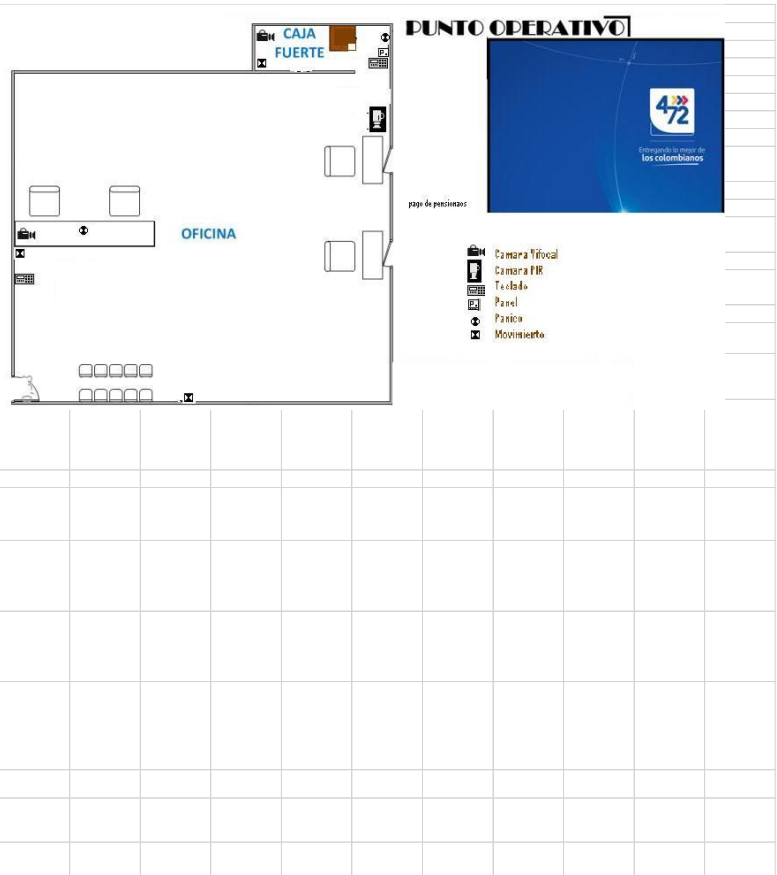 PUNTO OPERATIVO
CAJA
FUERTE
P.
4-72
Entregando lo mejor de
los colombianos
pago de pensionaos
OFICINA
Camara Vifocal
Camara PIR
Teclado
P. Panel
Panico
Movimiento